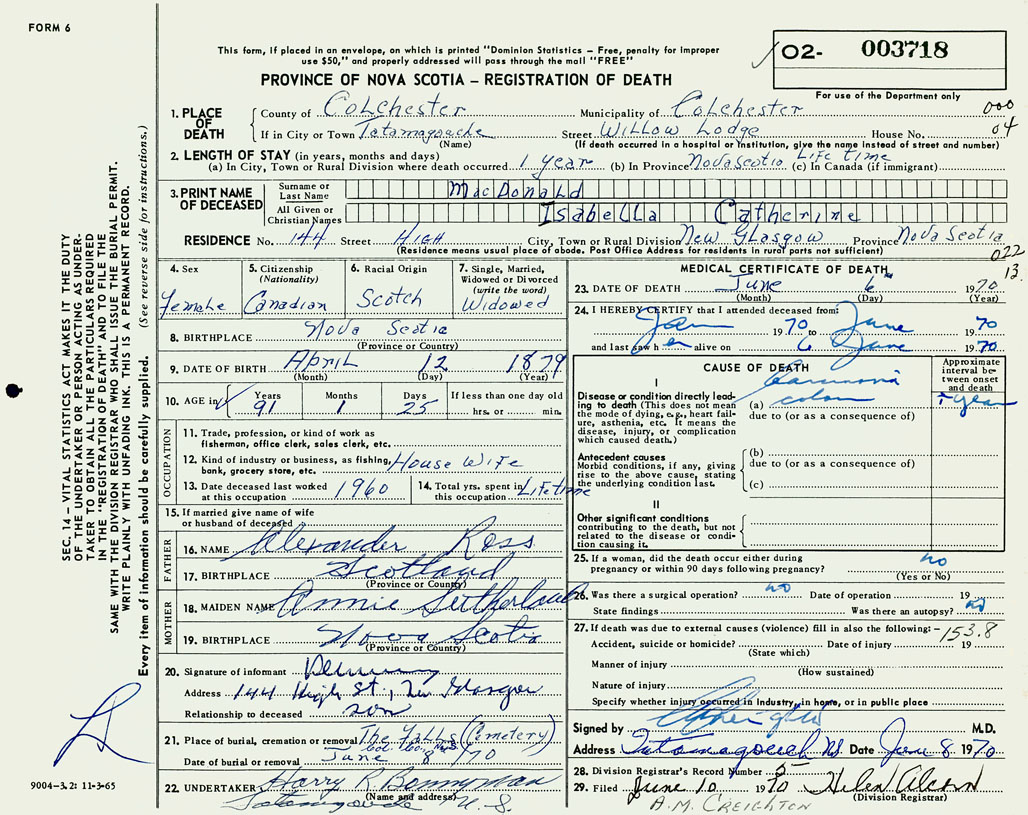 FORM 6
This form, if placed in an envelope, on which is printed "Dominion Statistics – Free, penalty for improper
use $50," and properly addressed will pass through the mail "FREE"
PROVINCE OF NOVA SCOTIA – REGISTRATION OF DEATH
02- 003718
For use of the Department only
1. PLACE OF DEATH
County of Colchester Municipality of Colchester 000
If in City or Town Tatamagouche Street Willow Lodge House No. 04
(Name) (If death occurred in a hospital or institution, give the name instead of street and number)
2. LENGTH OF STAY (in years, months and days)
(a) In City, Town or Rural Division where death occurred 1 year (b) In Province Nova Scotia Life time (c) In Canada (if immigrant)
3. PRINT NAME OF DECEASED
Surname or Last Name MacDonald
All Given or Christian Names Isabella Catherine
RESIDENCE No. 144 Street High City, Town or Rural Division New Glasgow Province Nova Scotia
(Residence means usual place of abode. Post Office Address for residents in rural parts not sufficient)
022
13
4. Sex Female
5. Citizenship (Nationality) Canadian
6. Racial Origin Scotch
7. Single, Married, Widowed or Divorced (write the word) Widowed
8. BIRTHPLACE Nova Scotia
(Province or Country)
9. DATE OF BIRTH April 12 1879
(Month) (Day) (Year)
10. AGE in Years 91 Months 1 Days 25 If less than one day old hrs. or min.
OCCUPATION
11. Trade, profession, or kind of work as
fisherman, office clerk, sales clerk, etc.
12. Kind of industry or business, as fishing, House Wife
bank, grocery store, etc.
13. Date deceased last worked at this occupation 1960
14. Total yrs. spent in this occupation Lifetime
15. If married give name of wife
or husband of deceased
FATHER
16. NAME Alexander Ross
17. BIRTHPLACE Scotland
(Province or Country)
MOTHER
18. MAIDEN NAME Annie Sutherland
19. BIRTHPLACE Nova Scotia
(Province or Country)
20. Signature of informant
Address 144 High St., New Glasgow
Relationship to deceased son
21. Place of burial, cremation or removal The Falls (Cemetery)
Col. Co. N.S.
Date of burial or removal June 8 /70
22. UNDERTAKER Harry R Bonnyman
(Name and address)
Tatamagouche N.S.
MEDICAL CERTIFICATE OF DEATH
23. DATE OF DEATH June 6 1970
(Month) (Day) (Year)
24. I HEREBY CERTIFY that I attended deceased from:
Jan 1970 to June 1970
and last saw her alive on 6 June 1970
CAUSE OF DEATH
Approximate interval between onset and death
I
Disease or condition directly leading to death (This does not mean the mode of dying, e.g., heart failure, asthenia, etc. It means the disease, injury, or complication which caused death.)
(a) Carcinoma colon
due to (or as a consequence of)
year
Antecedent causes
Morbid conditions, if any, giving rise to the above cause, stating the underlying condition last.
(b)
due to (or as a consequence of)
(c)
II
Other significant conditions
contributing to the death, but not related to the disease or condition causing it.
25. If a woman, did the death occur either during
pregnancy or within 90 days following pregnancy? no
(Yes or No)
26. Was there a surgical operation? no Date of operation 19
State findings Was there an autopsy? no
27. If death was due to external causes (violence) fill in also the following:
153.8
Accident, suicide or homicide? Date of injury 19
(State which)
Manner of injury
(How sustained)
Nature of injury
Specify whether injury occurred in Industry, in home, or in public place
Signed by M.D.
Address Tatamagouche NS Date June 8 1970
28. Division Registrar's Record Number 5
29. Filed June 10 1970 Helen Alcorn
(Division Registrar)
A.M. CREIGHTON
SEC. 14 – VITAL STATISTICS ACT MAKES IT THE DUTY
OF THE UNDERTAKER OR PERSON ACTING AS UNDER-
TAKER TO OBTAIN ALL THE PARTICULARS REQUIRED
IN THE "REGISTRATION OF DEATH" AND TO FILE THE
SAME WITH THE DIVISION REGISTRAR WHO SHALL ISSUE THE BURIAL PERMIT.
WRITE PLAINLY WITH UNFADING INK. THIS IS A PERMANENT RECORD.
Every item of information should be carefully supplied. (See reverse side for instructions.)
9004-3.2: 11-3-65